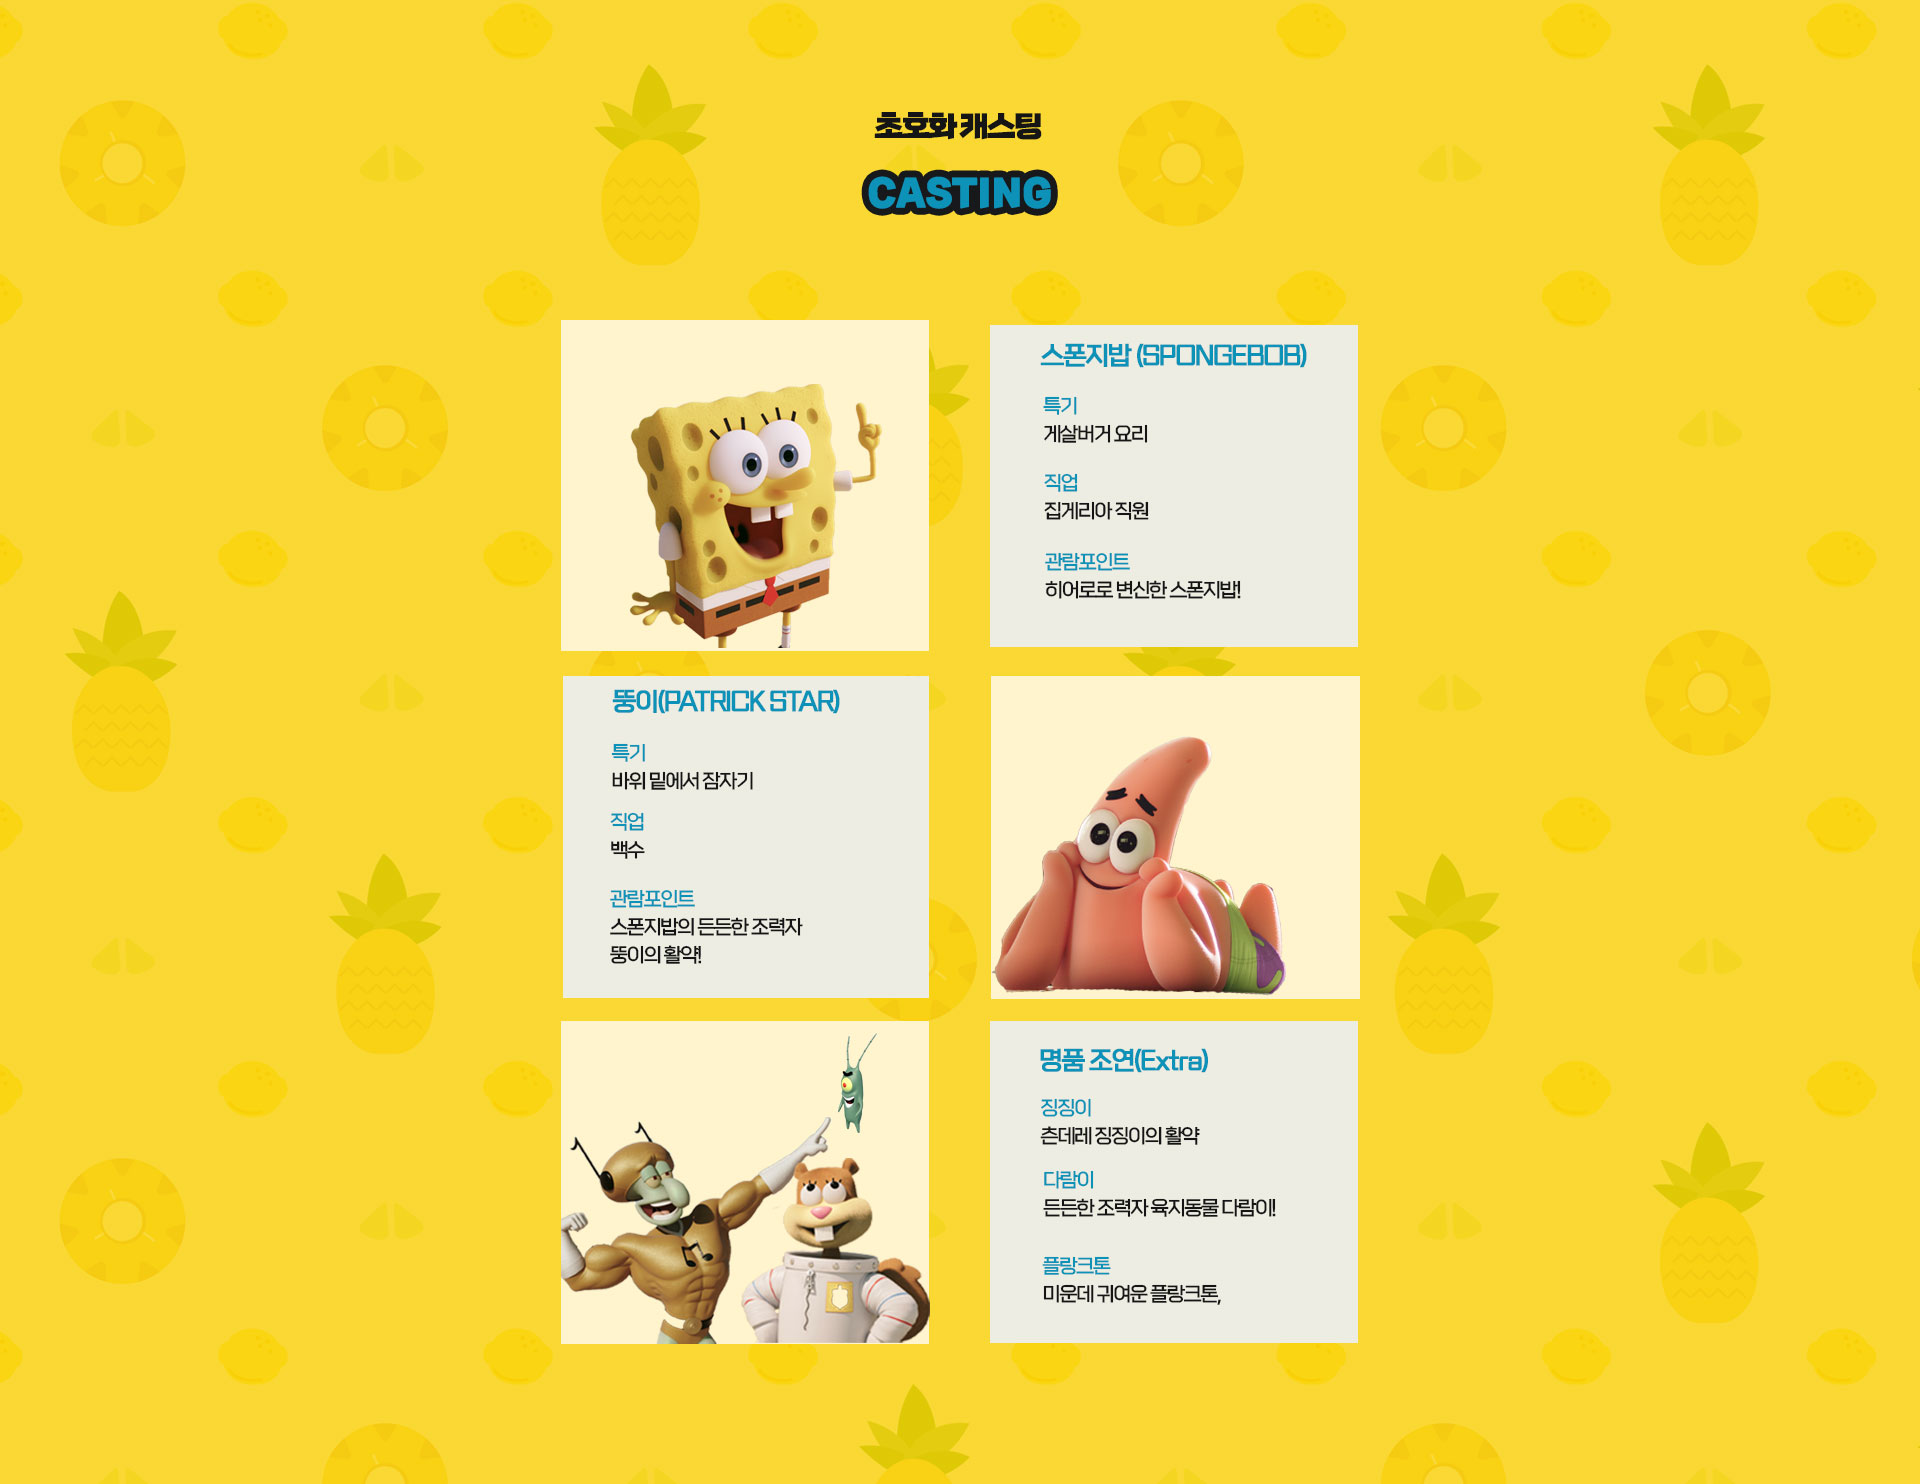 초호화 캐스팅
CASTING
스폰지밥 (SPONGEBOB)
특기
게살버거 요리
직업
집게리아 직원
관람포인트
히어로로 변신한 스폰지밥!
뚱이(PATRICK STAR)
특기
바위 밑에서 잠자기
직업
백수
관람포인트
스폰지밥의 든든한 조력자
뚱이의 활약!
명품 조연(Extra)
징징이
츤데레 징징이의 활약
다람이
든든한 조력자 육지동물 다람이!
플랑크톤
미운데 귀여운 플랑크톤,